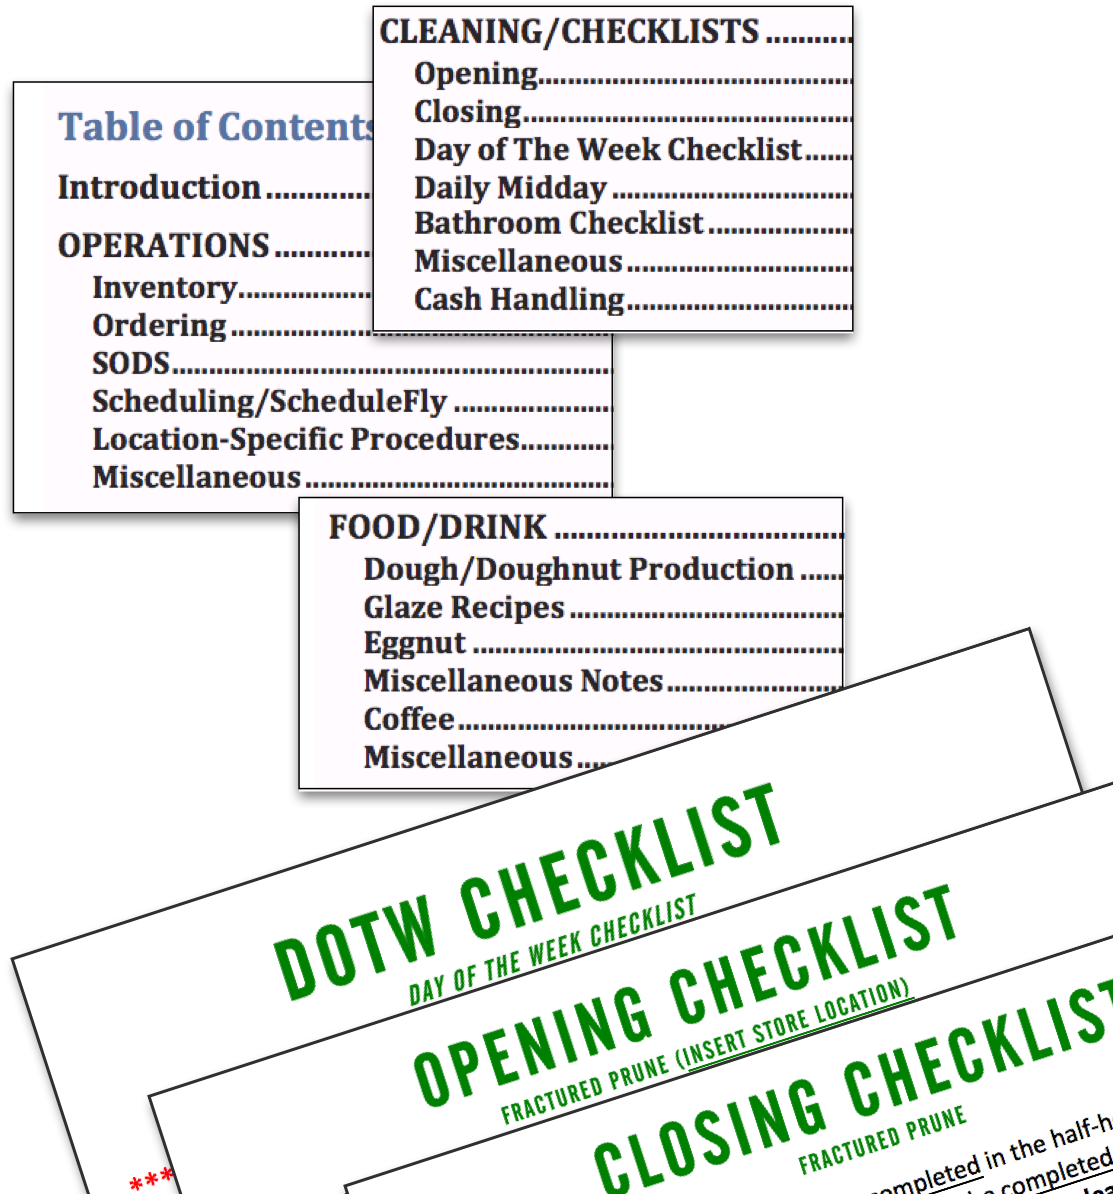 CLEANING/CHECKLISTS ...........
Opening..........................................
Closing............................................
Day of The Week Checklist......
Daily Midday ................................
Bathroom Checklist ...................
Miscellaneous ..............................
Cash Handling..............................
Table of Contents
Introduction .............
OPERATIONS ............
Inventory.................
Ordering ..................................................
SODS..........................................................
Scheduling/ScheduleFly .....................
Location-Specific Procedures............
Miscellaneous .........................................
FOOD/DRINK ....................................
Dough/Doughnut Production ......
Glaze Recipes ....................................
Eggnut .................................................
Miscellaneous Notes.......................
Coffee....................................
Miscellaneous.....
DOTW CHECKLIST
DAY OF THE WEEK CHECKLIST
OPENING CHECKLIST
FRACTURED PRUNE (INSERT STORE LOCATION)
***
CLOSING CHECKLIST
FRACTURED PRUNE
in the half-h
completed